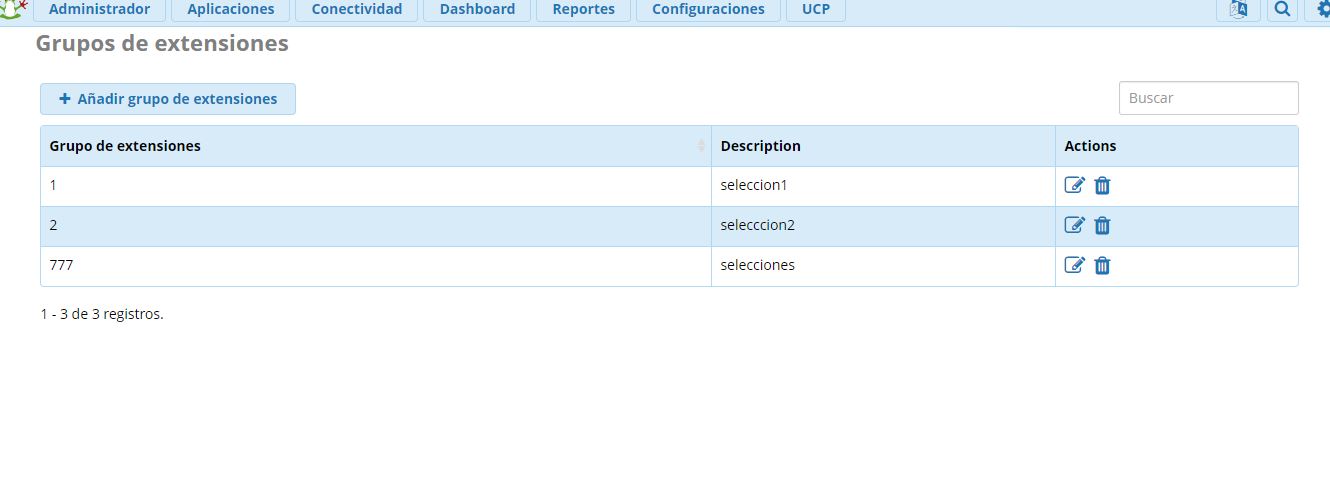 Administrador Aplicaciones Conectividad Dashboard Reportes Configuraciones UCP
Grupos de extensiones
Añadir grupo de extensiones Buscar
Grupo de extensiones Description Actions
1 seleccion1
2 selecccion2
777 selecciones
1 - 3 de 3 registros.